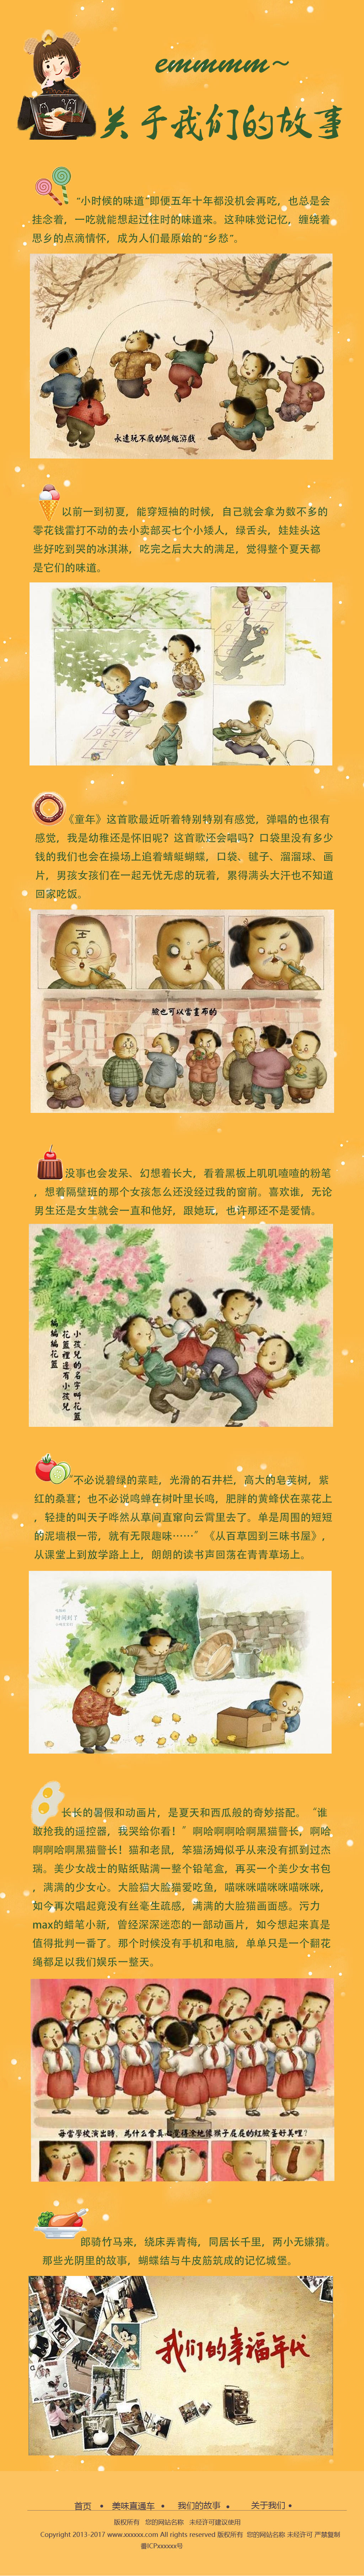 emmmm~
关于我们的故事
“小时候的味道”即便五年十年都没机会再吃，也总是会
挂念着，一吃就能想起过往时的味道来。这种味觉记忆，缠绕着
思乡的点滴情怀，成为人们最原始的“乡愁”。
永远玩不厌的跳绳游戏
以前一到初夏，能穿短袖的时候，自己就会拿为数不多的
零花钱雷打不动的去小卖部买七个小矮人，绿舌头，娃娃头这
些好吃到哭的冰淇淋，吃完之后大大的满足，觉得整个夏天都
是它们的味道。
《童年》这首歌最近听着特别特别有感觉，弹唱的也很有
感觉，我是幼稚还是怀旧呢？这首歌还会唱吗？口袋里没有多少
钱的我们也会在操场上追着蜻蜓蝴蝶，口袋、毽子、溜溜球、画
片，男孩女孩们在一起无忧无虑的玩着，累得满头大汗也不知道
回家吃饭。
王
脸也可以当画布的
现
没事也会发呆、幻想着长大，看着黑板上叽叽喳喳的粉笔
，想着隔壁班的那个女孩怎么还没经过我的窗前。喜欢谁，无论
男生还是女生就会一直和他好，跟她玩，也许那还不是爱情。
编编编花篮
花篮裡边有小孩儿
小孩儿的名字叫花篮
“不必说碧绿的菜畦，光滑的石井栏，高大的皂荚树，紫
红的桑葚；也不必说鸣蝉在树叶里长鸣，肥胖的黄蜂伏在菜花上
，轻捷的叫天子哗然从草间直窜向云霄里去了。单是周围的短短
的泥墙根一带，就有无限趣味……”《从百草园到三味书屋》，
从课堂上到放学路上上，朗朗的读书声回荡在青青草场上。
长长的暑假和动画片，是夏天和西瓜般的奇妙搭配。“谁
敢抢我的遥控器，我哭给你看！”啊哈啊啊哈啊黑猫警长，啊哈
啊啊哈啊黑猫警长！猫和老鼠，笨猫汤姆似乎从来没有抓到过杰
瑞。美少女战士的贴纸贴满一整个铅笔盒，再买一个美少女书包
，满满的少女心。大脸猫大脸猫爱吃鱼，喵咪咪喵咪咪喵咪咪，
如今再次唱起竟没有丝毫生疏感，满满的大脸猫画面感。污力
max的蜡笔小新，曾经深深迷恋的一部动画片，如今想起来真是
值得批判一番了。那个时候没有手机和电脑，单单只是一个翻花
绳都足以我们娱乐一整天。
每当学校演出时，为什么会真心觉得涂地像猴子屁股的红脸蛋好美哩？
郎骑竹马来，绕床弄青梅，同居长千里，两小无嫌猜。
那些光阴里的故事，蝴蝶结与牛皮筋筑成的记忆城堡。
我们的幸福年代
首页 • 美味直通车 • 我们的故事 • 关于我们 •
版权所有 您的网站名称 未经许可建议使用
Copyright 2013-2017 www.xxxxxx.com All rights reserved 版权所有 您的网站名称 未经许可 严禁复制
番ICPxxxxxx号